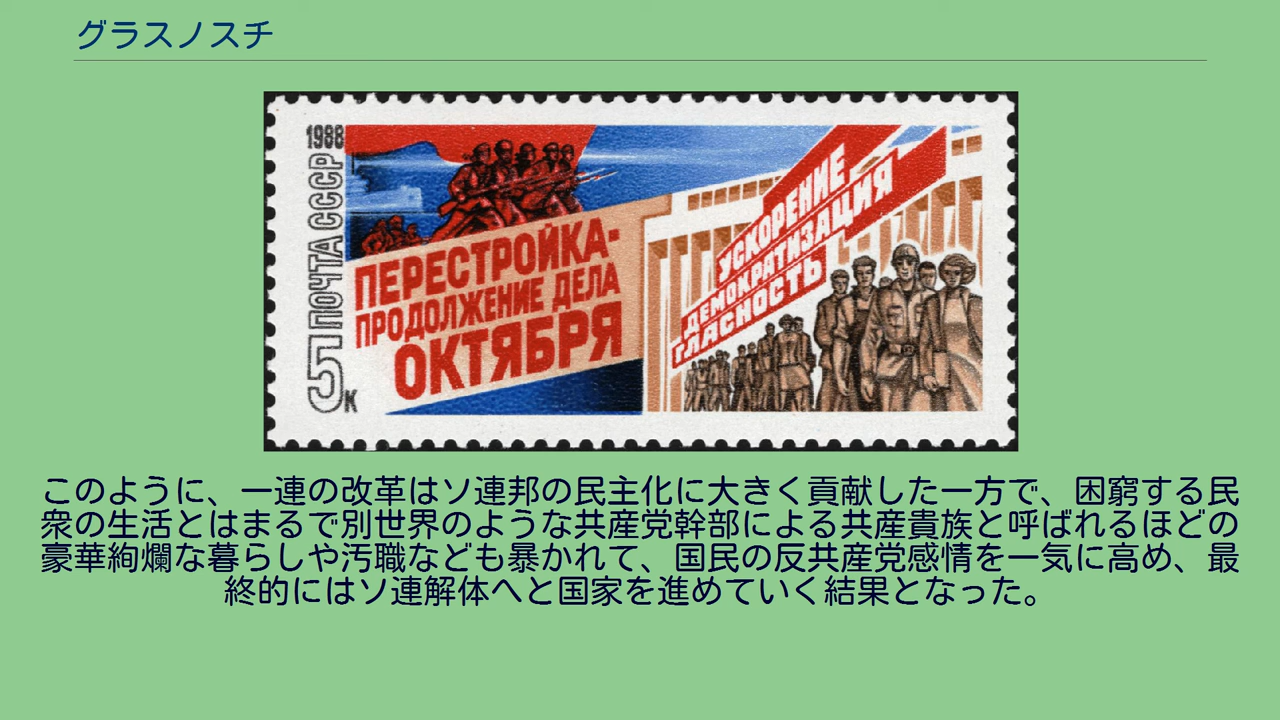 グラスノスチ
1988
ПОЧТА СССР
5к
ПЕРЕСТРОЙКА-
ПРОДОЛЖЕНИЕ ДЕЛА
ОКТЯБРЯ
УСКОРЕНИЕ
ДЕМОКРАТИЗАЦИЯ
ГЛАСНОСТЬ
このように、一連の改革はソ連邦の民主化に大きく貢献した一方で、困窮する民
衆の生活とはまるで別世界のような共産党幹部による共産貴族と呼ばれるほどの
豪華絢爛な暮らしや汚職なども暴かれて、国民の反共産党感情を一気に高め、最
終的にはソ連解体へと国家を進めていく結果となった。